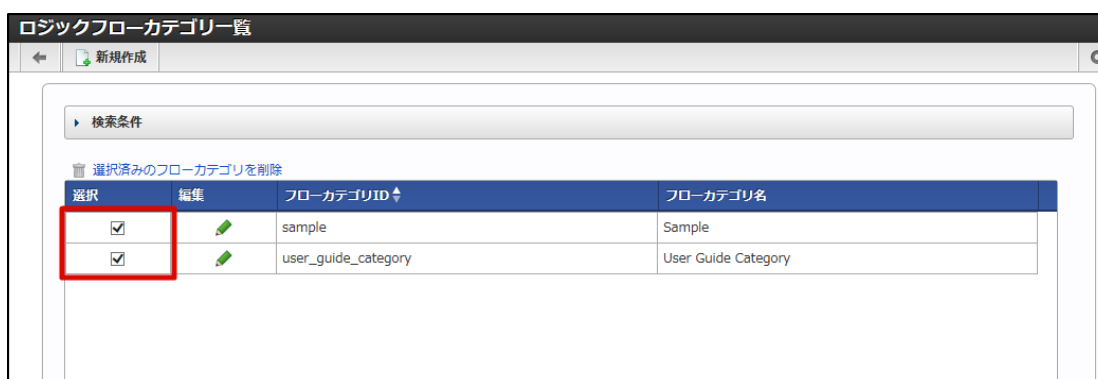 ロジックフローカテゴリ一覧
新規作成
検索条件
選択済みのフローカテゴリを削除
選択 編集 フローカテゴリID フローカテゴリ名
sample Sample
user_guide_category User Guide Category